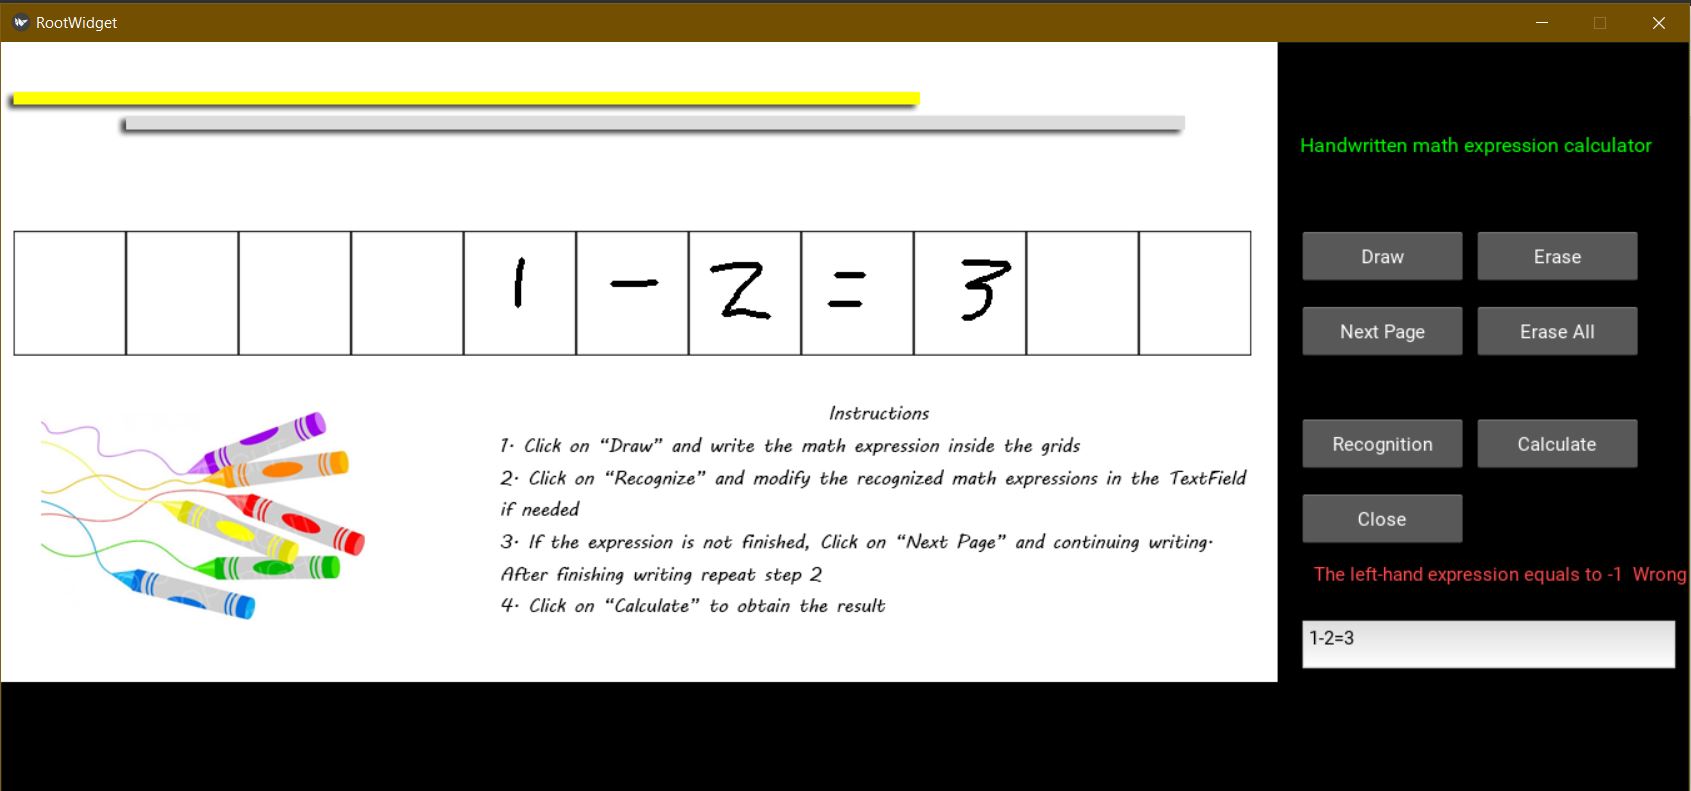 RootWidget
Handwritten math expression calculator
1 - 2 = 3
Draw Erase
Next Page Erase All
Recognition Calculate
Close
The left-hand expression equals to -1  Wrong
1-2=3
Instructions
1. Click on “Draw” and write the math expression inside the grids
2. Click on “Recognize” and modify the recognized math expressions in the TextField
if needed
3. If the expression is not finished, Click on “Next Page” and continuing writing.
After finishing writing repeat step 2
4. Click on “Calculate” to obtain the result